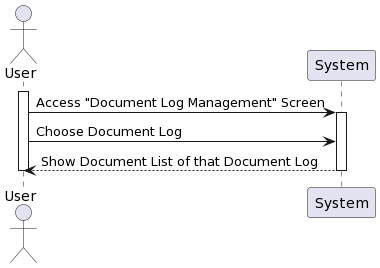 User
System
Access "Document Log Management" Screen
Choose Document Log
Show Document List of that Document Log
User
System